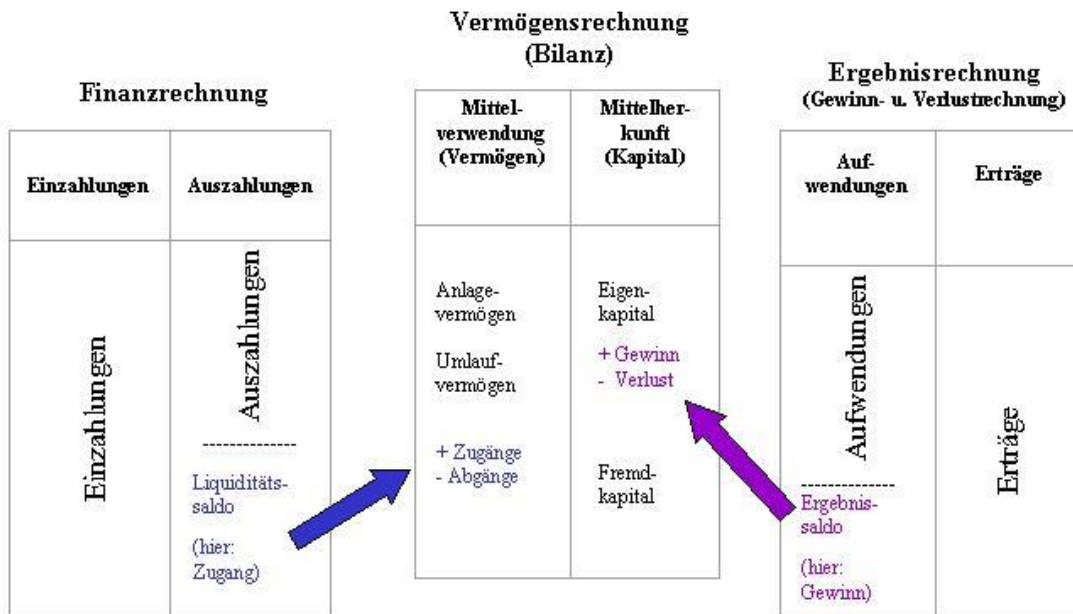 Finanzrechnung
Einzahlungen
Auszahlungen
Einzahlungen
Auszahlungen
Liquiditäts-
saldo
(hier:
Zugang)
Vermögensrechnung
(Bilanz)
Mittel-
verwendung
(Vermögen)
Mittelher-
kunft
(Kapital)
Anlage-
vermögen
Umlauf-
vermögen
+ Zugänge
- Abgänge
Eigen-
kapital
+ Gewinn
- Verlust
Fremd-
kapital
Ergebnisrechnung
(Gewinn- u. Verlustrechnung)
Auf-
wendungen
Erträge
Aufwendungen
Ergebnis-
saldo
(hier:
Gewinn)
Erträge